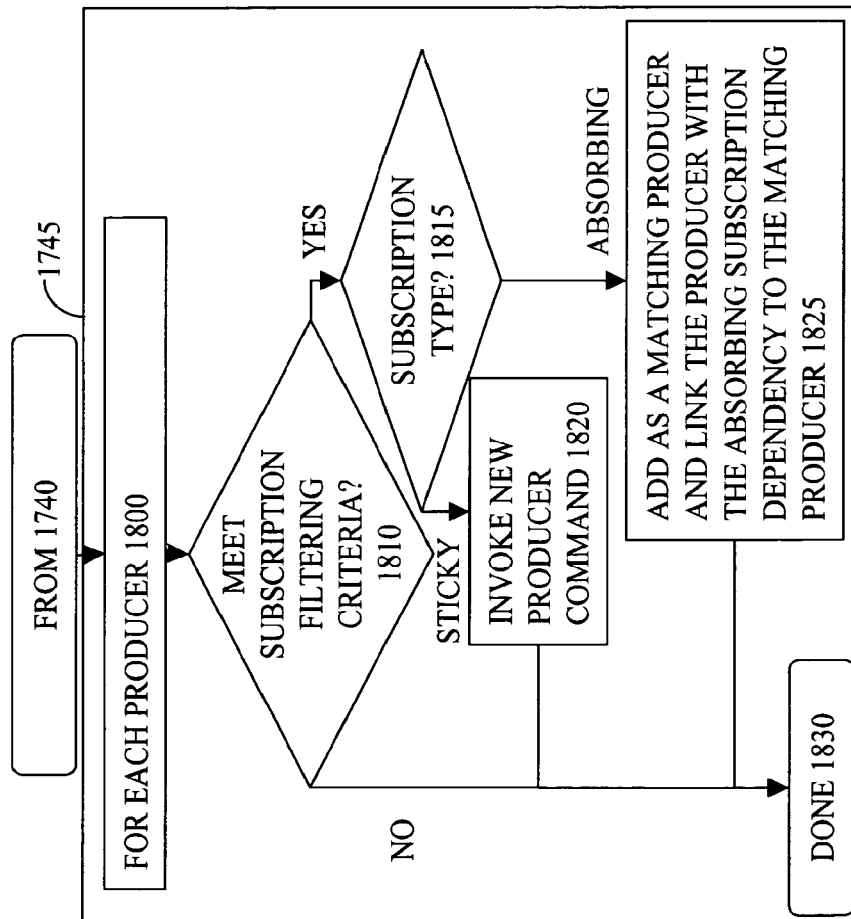 FROM 1740
1745
FOR EACH PRODUCER 1800
MEET
SUBSCRIPTION
FILTERING
CRITERIA?
1810
YES
SUBSCRIPTION
TYPE? 1815
NO
STICKY
INVOKE NEW
PRODUCER
COMMAND 1820
ABSORBING
ADD AS A MATCHING PRODUCER
AND LINK THE PRODUCER WITH
THE ABSORBING SUBSCRIPTION
DEPENDENCY TO THE MATCHING
PRODUCER 1825
DONE 1830